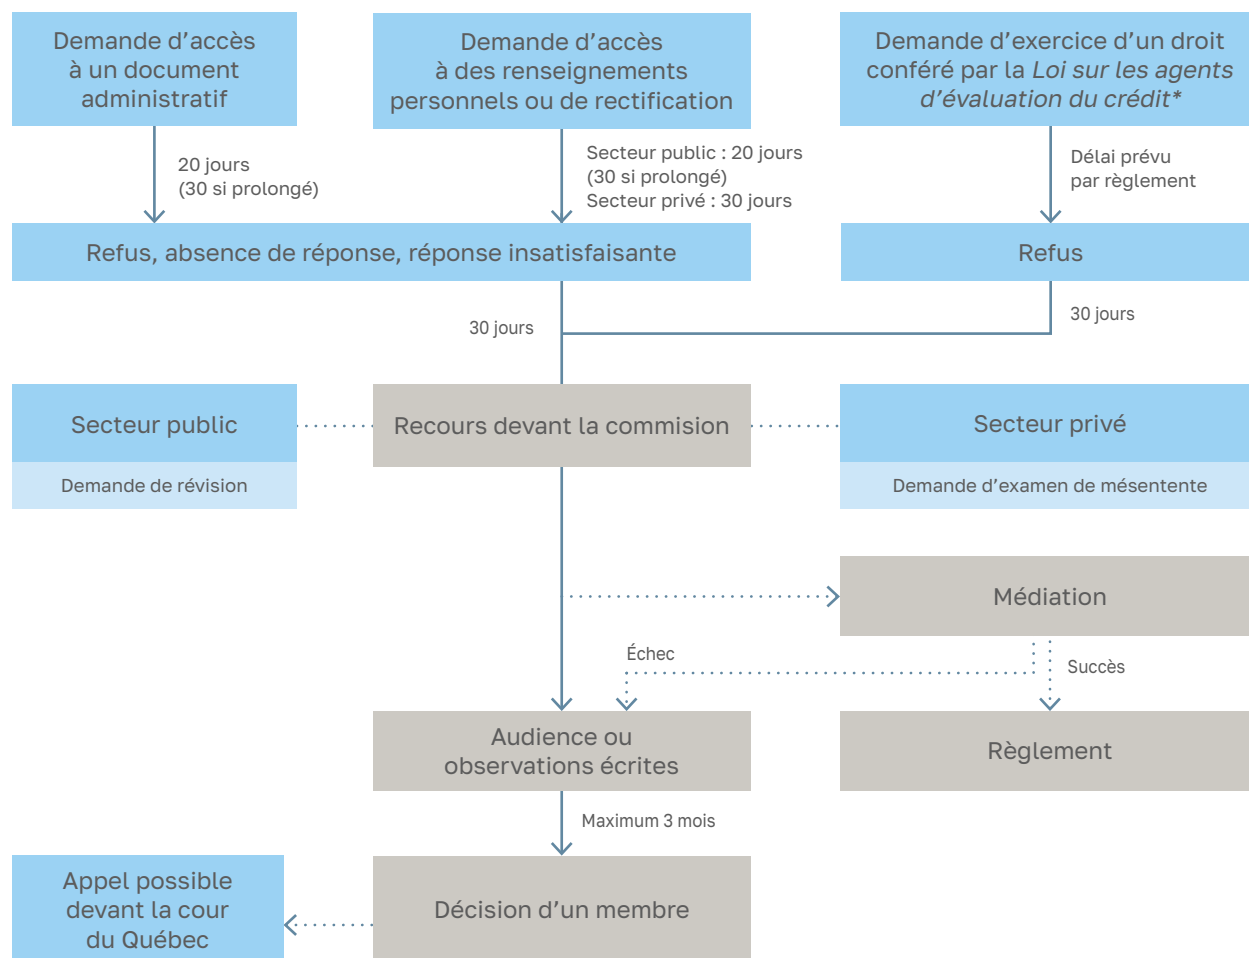 Demande d’accès
à un document
administratif
Demande d’accès
à des renseignements
personnels ou de rectification
Demande d’exercice d’un droit
conféré par la Loi sur les agents
d’évaluation du crédit*
20 jours
(30 si prolongé)
Secteur public : 20 jours
(30 si prolongé)
Secteur privé : 30 jours
Délai prévu
par règlement
Refus, absence de réponse, réponse insatisfaisante
Refus
30 jours
30 jours
Secteur public
Demande de révision
Recours devant la commision
Secteur privé
Demande d’examen de mésentente
Médiation
Échec
Succès
Audience ou
observations écrites
Règlement
Maximum 3 mois
Appel possible
devant la cour
du Québec
Décision d’un membre